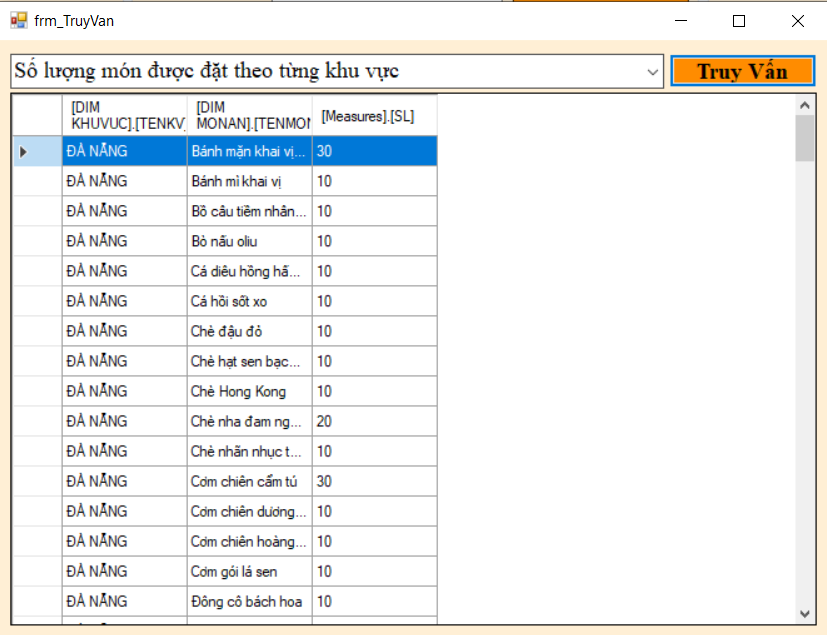 frm_TruyVan
Số lượng món được đặt theo từng khu vực
Truy Vấn
[DIM KHUVUC].[TENKV] [DIM MONAN].[TENMON [Measures].[SL]
ĐÀ NẴNG Bánh mặn khai vị... 30
ĐÀ NẴNG Bánh mì khai vị 10
ĐÀ NẴNG Bồ câu tiềm nhân... 10
ĐÀ NẴNG Bò nấu oliu 10
ĐÀ NẴNG Cá diêu hồng hấ... 10
ĐÀ NẴNG Cá hồi sốt xo 10
ĐÀ NẴNG Chè đậu đỏ 10
ĐÀ NẴNG Chè hạt sen bạc... 10
ĐÀ NẴNG Chè Hong Kong 10
ĐÀ NẴNG Chè nha đam ng... 20
ĐÀ NẴNG Chè nhãn nhục t... 10
ĐÀ NẴNG Cơm chiên cẩm tú 30
ĐÀ NẴNG Cơm chiên dương... 10
ĐÀ NẴNG Cơm chiên hoàng... 10
ĐÀ NẴNG Cơm gói lá sen 10
ĐÀ NẴNG Đông cô bách hoa 10